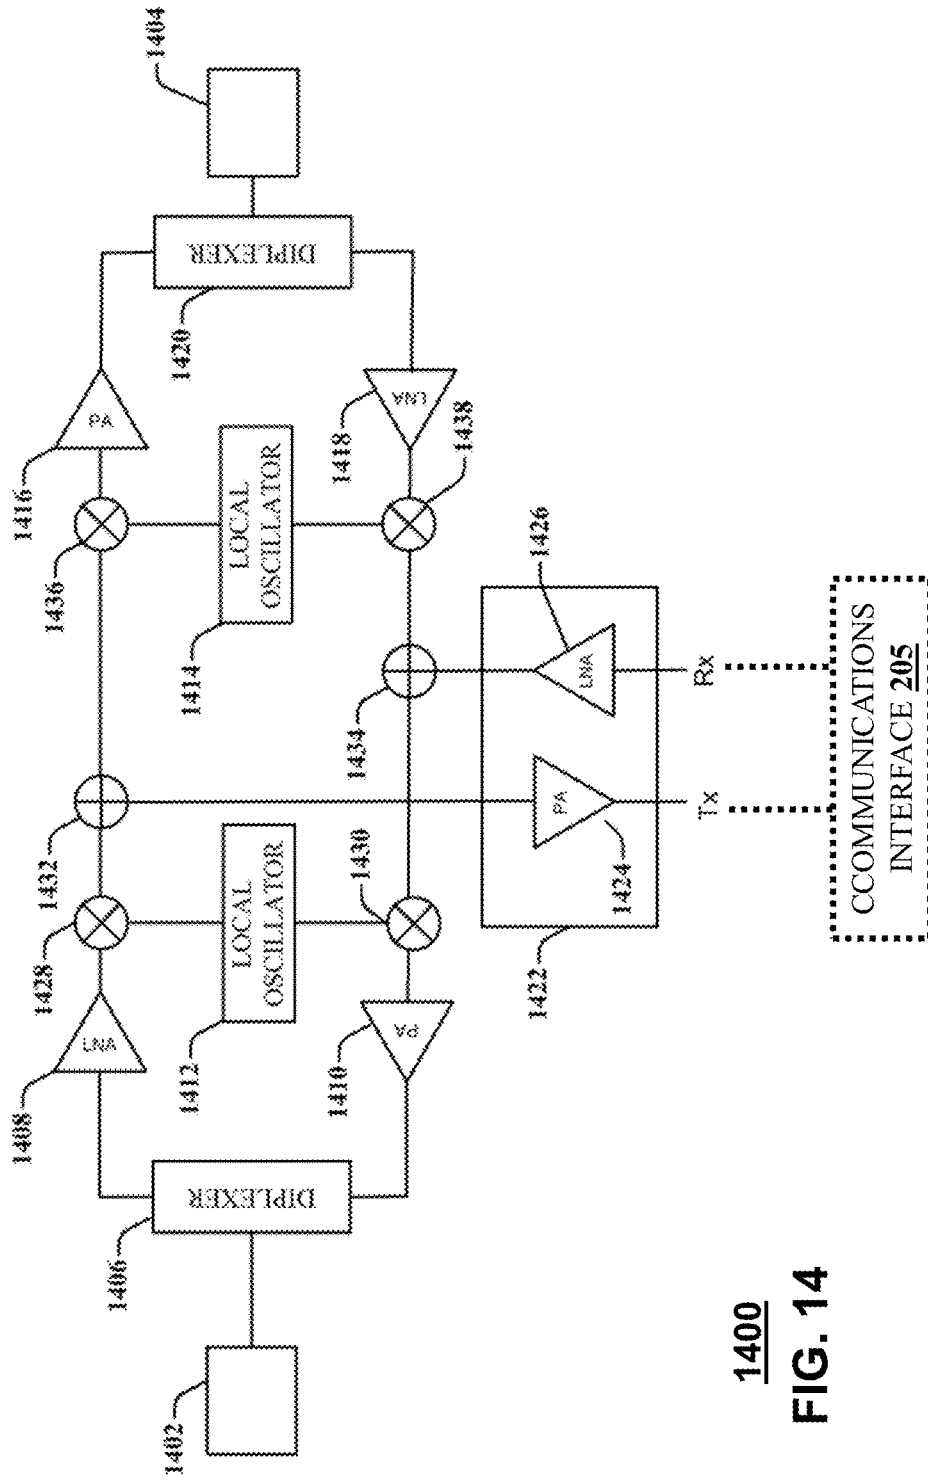 1404
1416
PA
1436
DIPLEXER
1420
1418
LNA
1438
LOCAL
OSCILLATOR
1414
1426
LNA
1434
Rx
1432
1428
LNA
1408
LOCAL
OSCILLATOR
1412
1430
PA
1410
PA
1424
Tx
1422
CCOMMUNICATIONS
INTERFACE 205
DIPLEXER
1406
1402
1400
FIG. 14